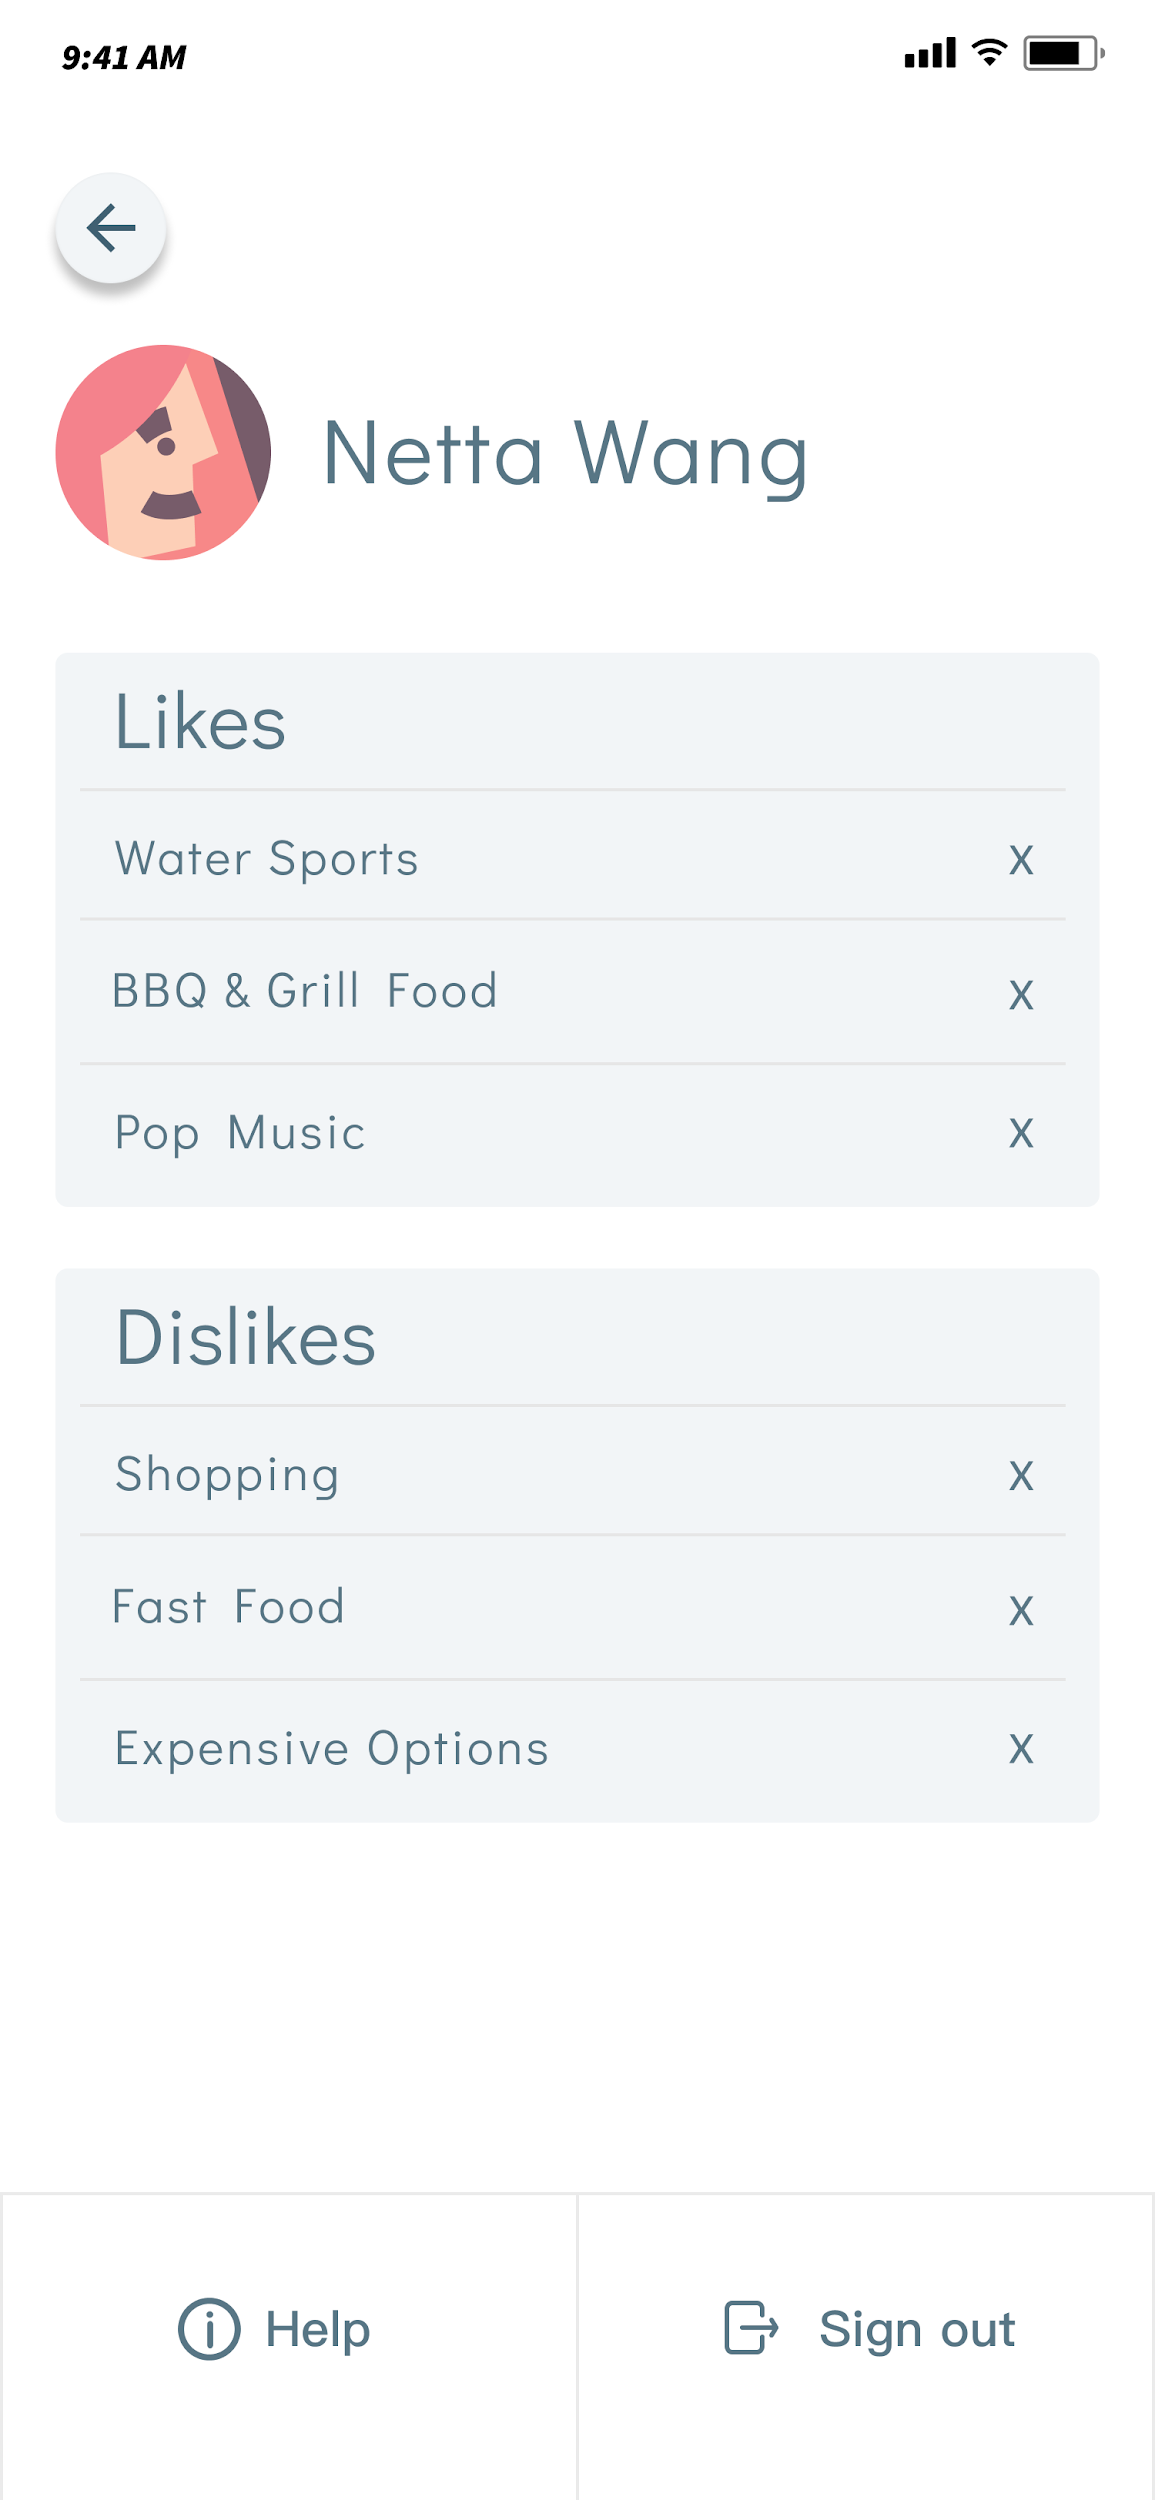 9:41 AM
Netta Wang
Likes
Water Sports x
BBQ & Grill Food x
Pop Music x
Dislikes
Shopping x
Fast Food x
Expensive Options x
Help
Sign out